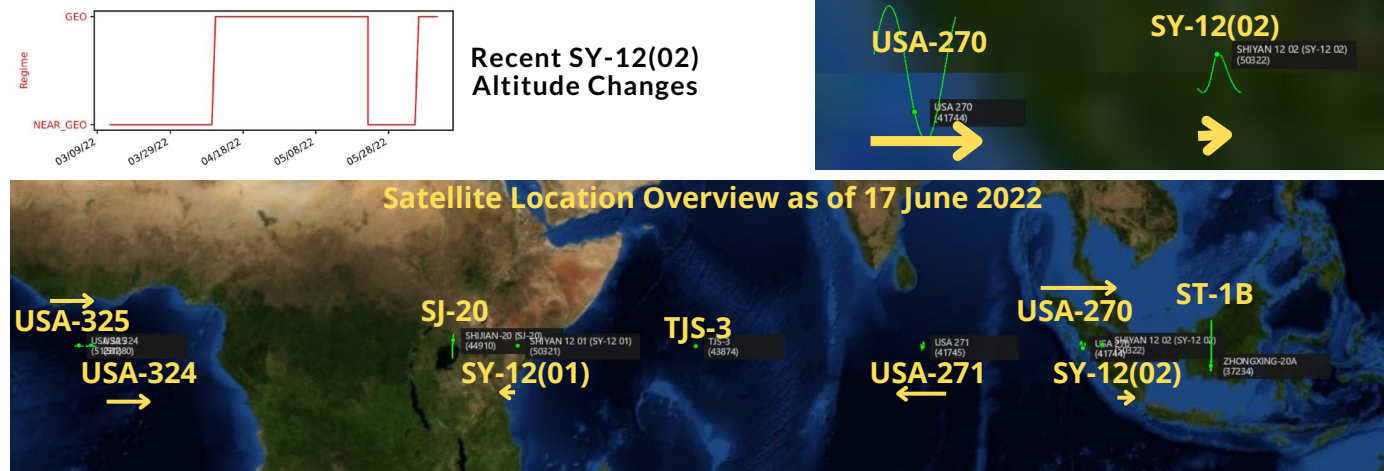 GEO
Regime
NEAR_GEO
03/09/22
03/29/22
04/18/22
05/08/22
05/28/22
Recent SY-12(02)
Altitude Changes
USA-270
USA 270
(41744)
SY-12(02)
SHIYAN 12 02 (SY-12 02)
(50322)
Satellite Location Overview as of 17 June 2022
USA-325
USA-324
SJ-20
SHIJIAN-20 (SJ-20)
(44910)
SHIYAN 12 01 (SY-12 01)
(50321)
SY-12(01)
TJS-3
TJS-3
(43874)
USA 271
(41745)
USA-271
USA-270
(41744)
SHIYAN 12 02 (SY-12 02)
(50322)
SY-12(02)
ST-1B
ZHONGXING-20A
(37234)